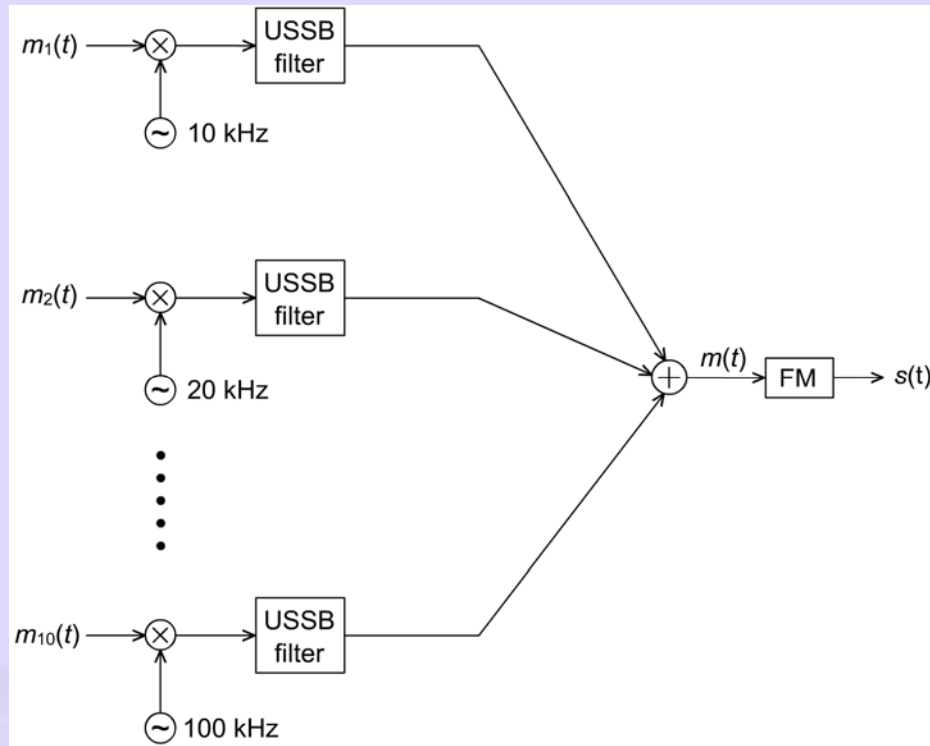 m₁(t)
USSB
filter
10 kHz
m₂(t)
USSB
filter
20 kHz
m(t)
FM
s(t)
m₁₀(t)
USSB
filter
100 kHz